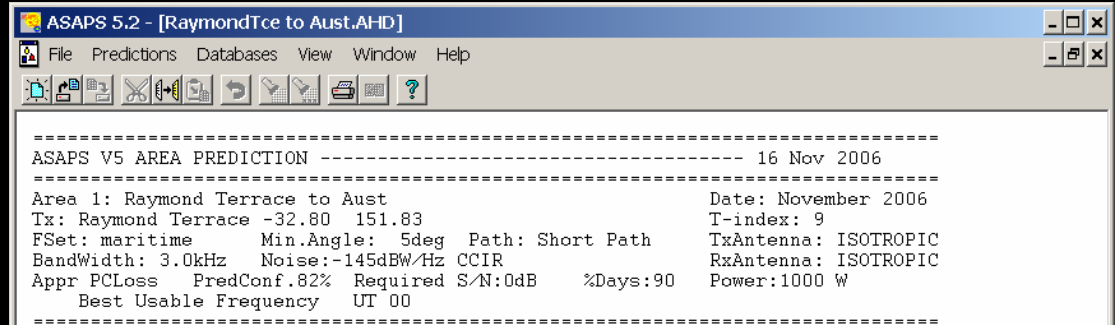 ASAPS 5.2 - [RaymondTce to Aust.AHD]
File Predictions Databases View Window Help
===============================================================================
ASAPS V5 AREA PREDICTION ------------------------------------- 16 Nov 2006
===============================================================================
Area 1: Raymond Terrace to Aust Date: November 2006
Tx: Raymond Terrace -32.80 151.83 T-index: 9
FSet: maritime Min.Angle: 5deg Path: Short Path TxAntenna: ISOTROPIC
BandWidth: 3.0kHz Noise:-145dBW/Hz CCIR RxAntenna: ISOTROPIC
Appr PCLoss PredConf.82% Required S/N:0dB %Days:90 Power:1000 W
Best Usable Frequency UT 00
===============================================================================